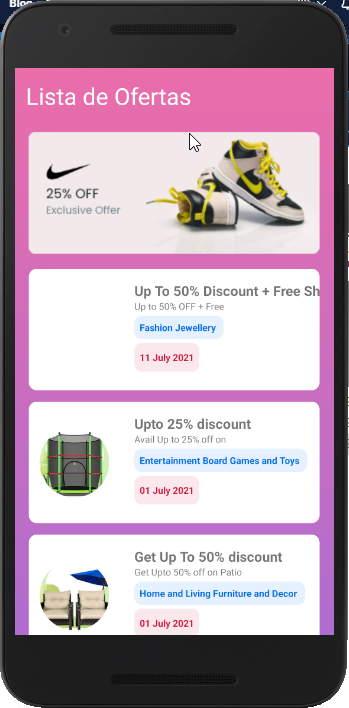 Blog
Lista de Ofertas
25% OFF
Exclusive Offer
Up To 50% Discount + Free Sh
Up to 50% OFF + Free
Fashion Jewellery
11 July 2021
Upto 25% discount
Avail Up to 25% off on
Entertainment Board Games and Toys
01 July 2021
Get Up To 50% discount
Get Upto 50% off on Patio
Home and Living Furniture and Decor
01 July 2021